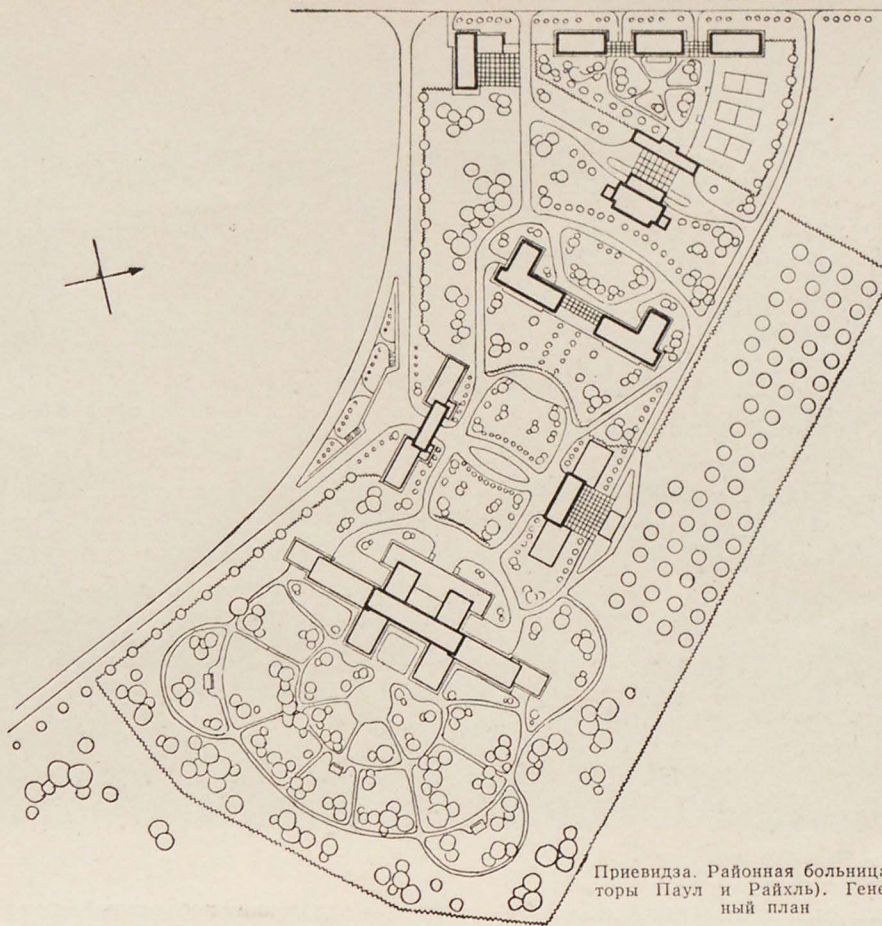 Приевидза. Районная больница
торы Паул и Райхль). Гене
ный план